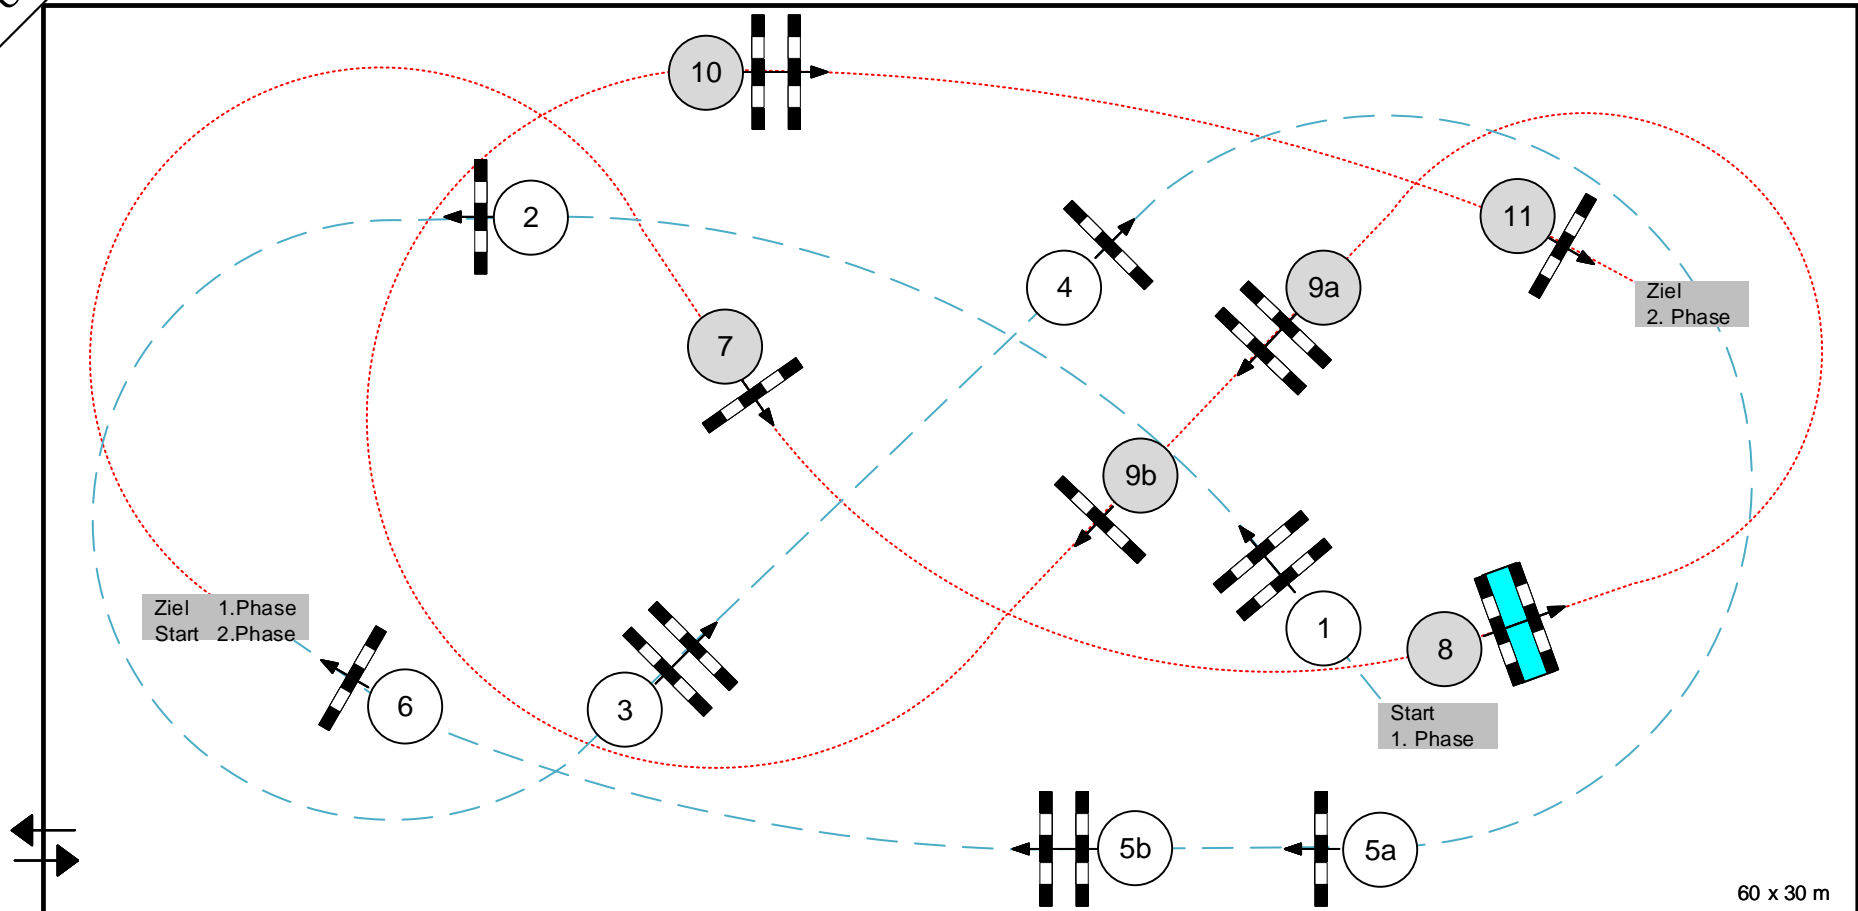 10
2
11
4
9a
Ziel
2. Phase
7
9b
Ziel 1.Phase
Start 2.Phase
1
8
6
3
Start
1. Phase
5b
5a
60 x 30 m